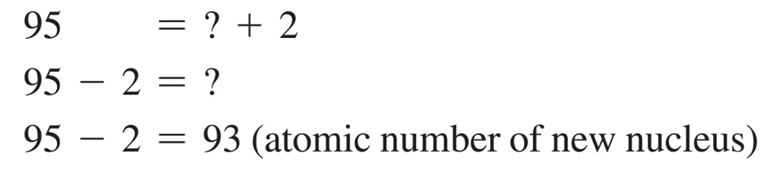 95 = ? + 2
95 − 2 = ?
95 − 2 = 93 (atomic number of new nucleus)